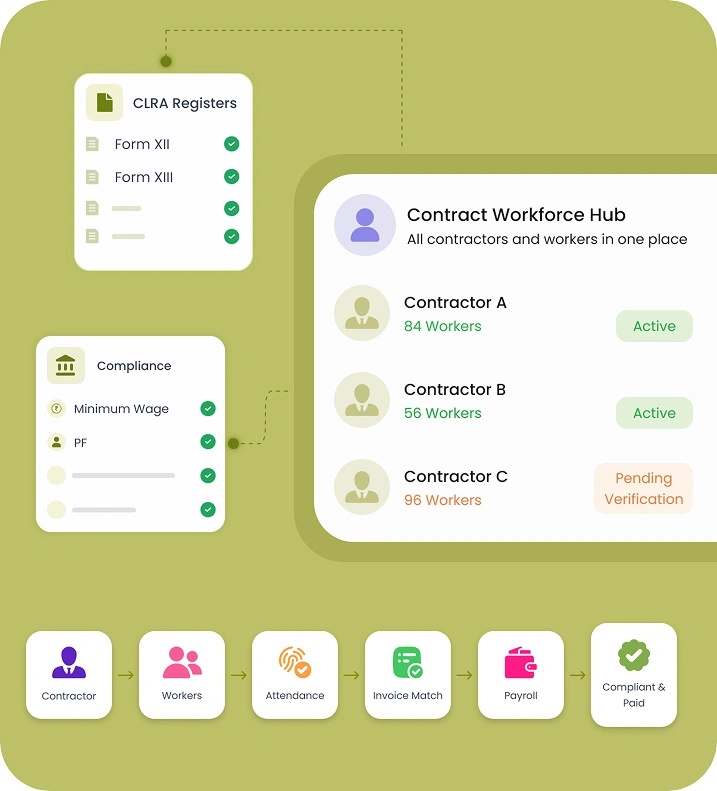 CLRA Registers
Form XII
Form XIII
Contract Workforce Hub
All contractors and workers in one place
Contractor A
84 Workers
Active
Contractor B
56 Workers
Active
Contractor C
96 Workers
Pending
Verification
Compliance
Minimum Wage
PF
Contractor
Workers
Attendance
Invoice Match
Payroll
Compliant &
Paid